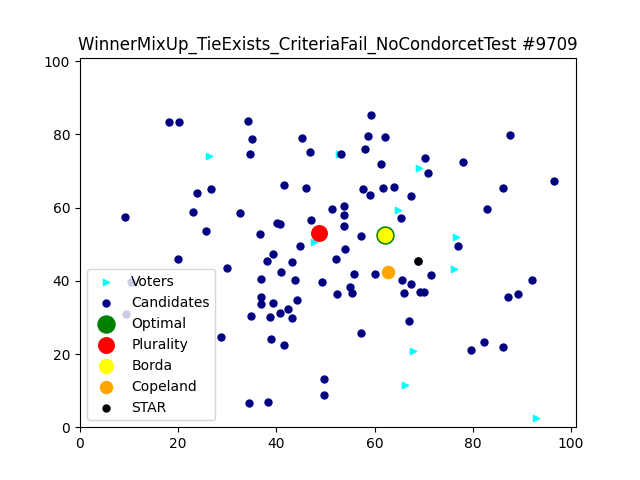 WinnerMixUp_TieExists_CriteriaFail_NoCondorcetTest #9709
100
80
60
40
20
0
Voters
Candidates
Optimal
Plurality
Borda
Copeland
STAR
0 20 40 60 80 100